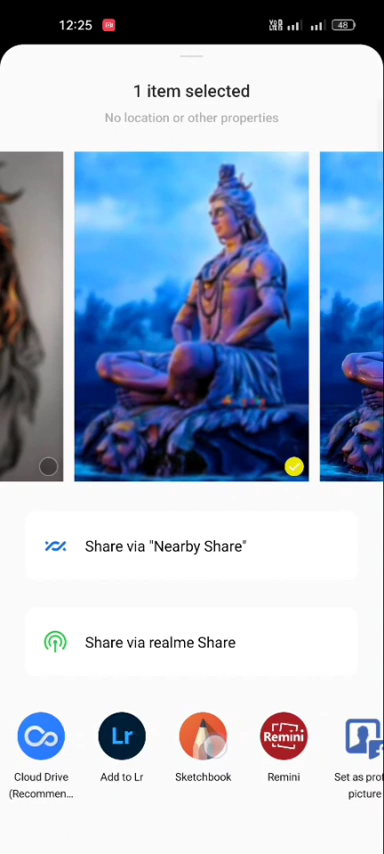 12:25
48
1 item selected
No location or other properties
Share via "Nearby Share"
Share via realme Share
Lr
Remini
Cloud Drive
(Recommen...
Add to Lr
Sketchbook
Remini
Set as prof
picture